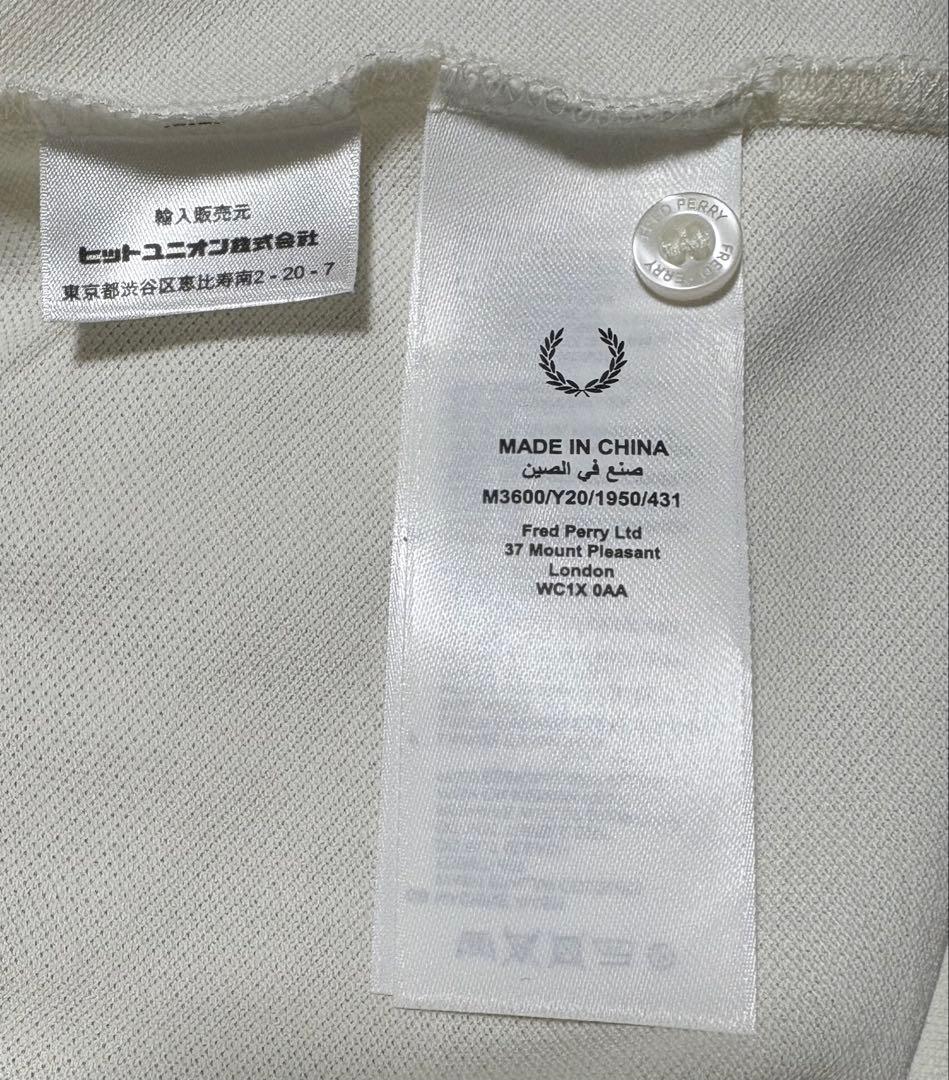 輸入販売元
ヒットユニオン株式会社
東京都渋谷区恵比寿南2-20-7
FRED PERRY FRED PERRY
MADE IN CHINA
صنع في الصين
M3600/Y20/1950/431
Fred Perry Ltd
37 Mount Pleasant
London
WC1X 0AA